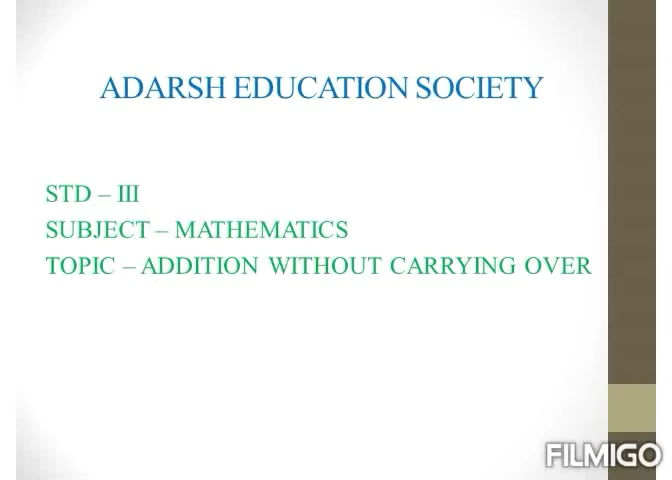 ADARSH EDUCATION SOCIETY
STD – III
SUBJECT – MATHEMATICS
TOPIC – ADDITION WITHOUT CARRYING OVER
FILMIGO